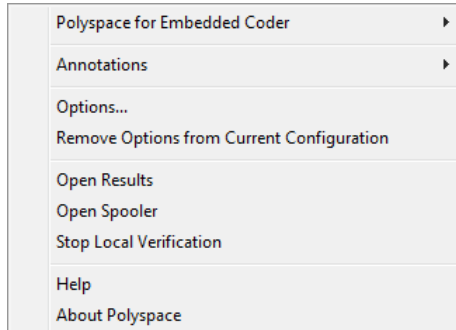 Polyspace for Embedded Coder
Annotations
Options...
Remove Options from Current Configuration
Open Results
Open Spooler
Stop Local Verification
Help
About Polyspace